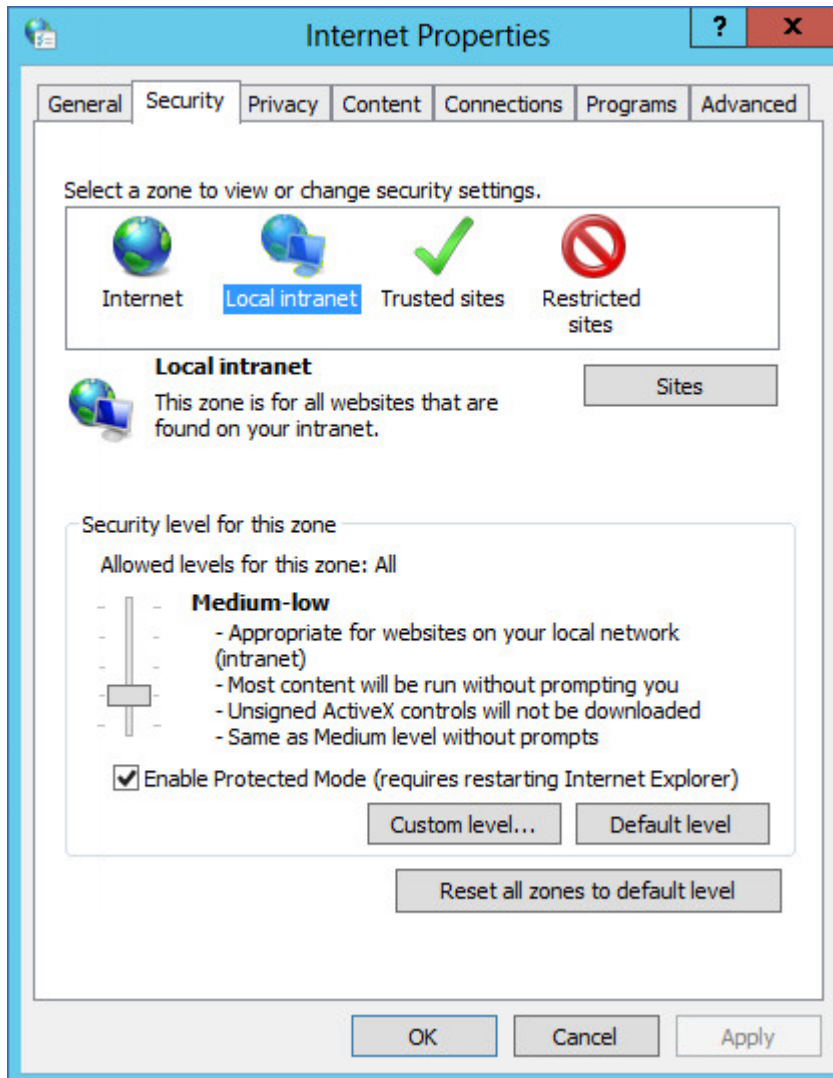 Internet Properties
?
x
General Security Privacy Content Connections Programs Advanced
Select a zone to view or change security settings.
Internet Local intranet Trusted sites Restricted
sites
Local intranet
Sites
This zone is for all websites that are
found on your intranet.
Security level for this zone
Allowed levels for this zone: All
Medium-low
- Appropriate for websites on your local network
(intranet)
- Most content will be run without prompting you
- Unsigned ActiveX controls will not be downloaded
- Same as Medium level without prompts
Enable Protected Mode (requires restarting Internet Explorer)
Custom level... Default level
Reset all zones to default level
OK Cancel Apply